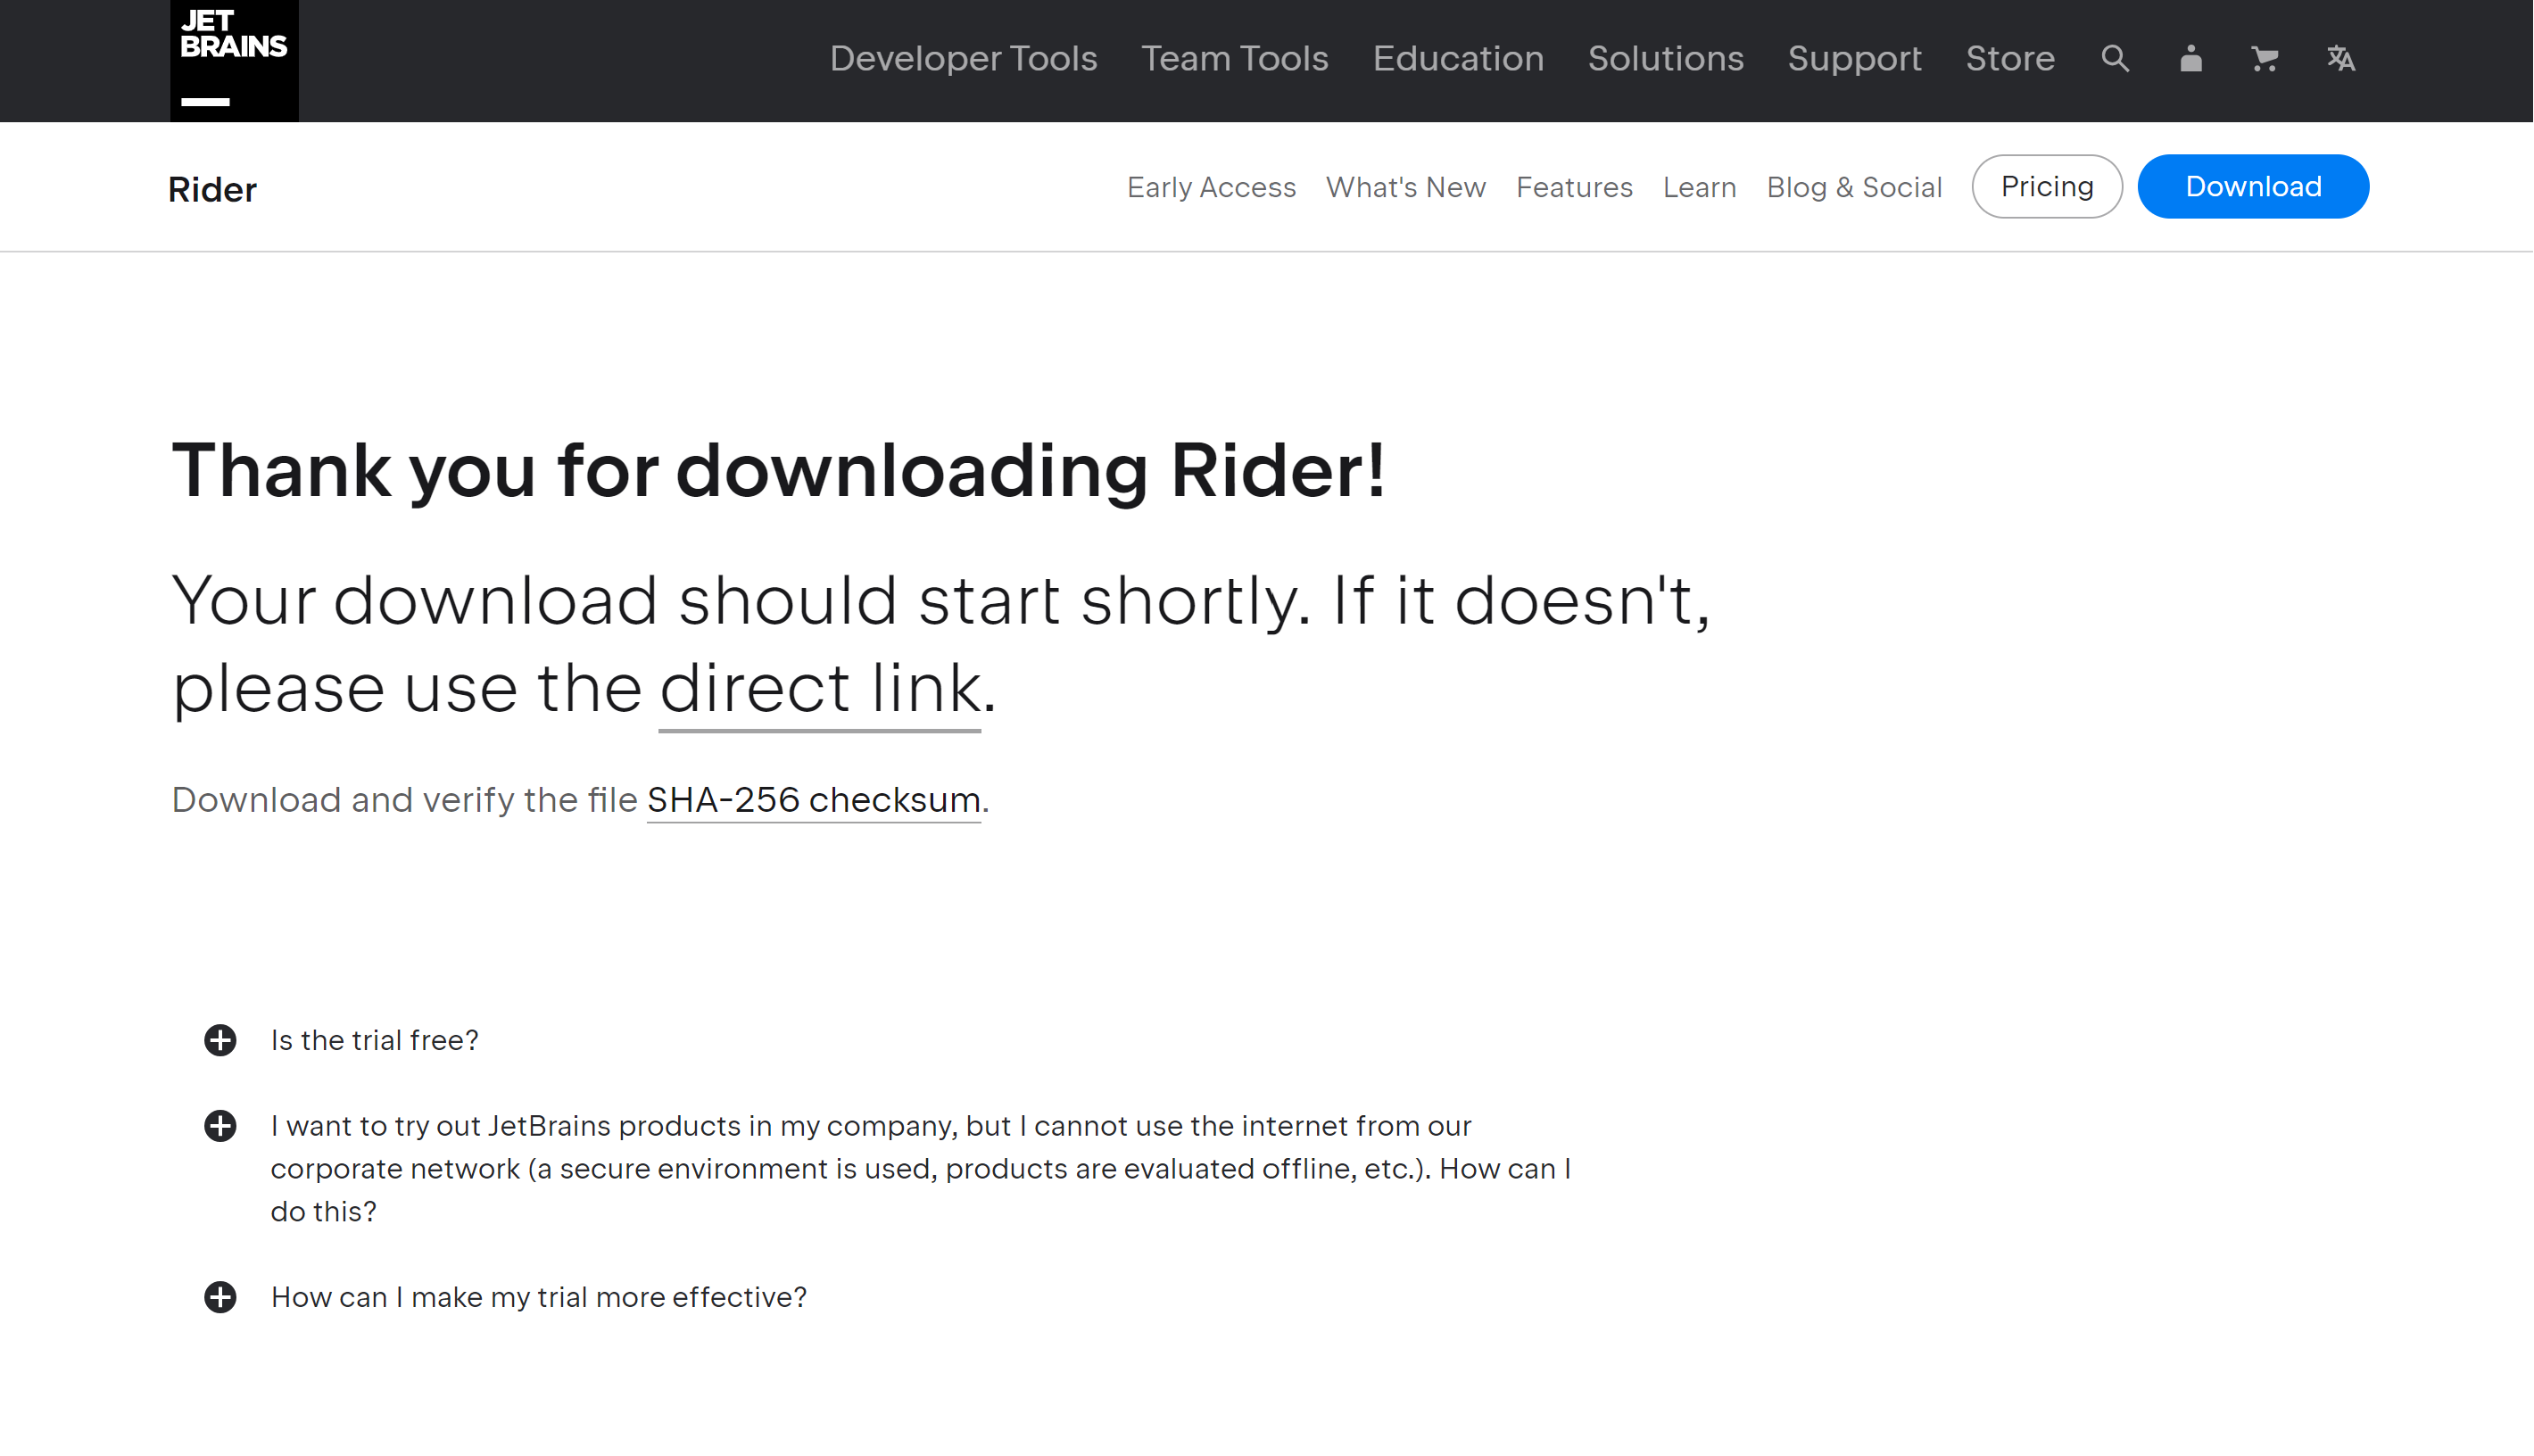 JET
BRAINS
Developer Tools Team Tools Education Solutions Support Store
Rider
Early Access What's New Features Learn Blog & Social Pricing Download
Thank you for downloading Rider!
Your download should start shortly. If it doesn't,
please use the direct link.
Download and verify the file SHA-256 checksum.
Is the trial free?
I want to try out JetBrains products in my company, but I cannot use the internet from our
corporate network (a secure environment is used, products are evaluated offline, etc.). How can I
do this?
How can I make my trial more effective?